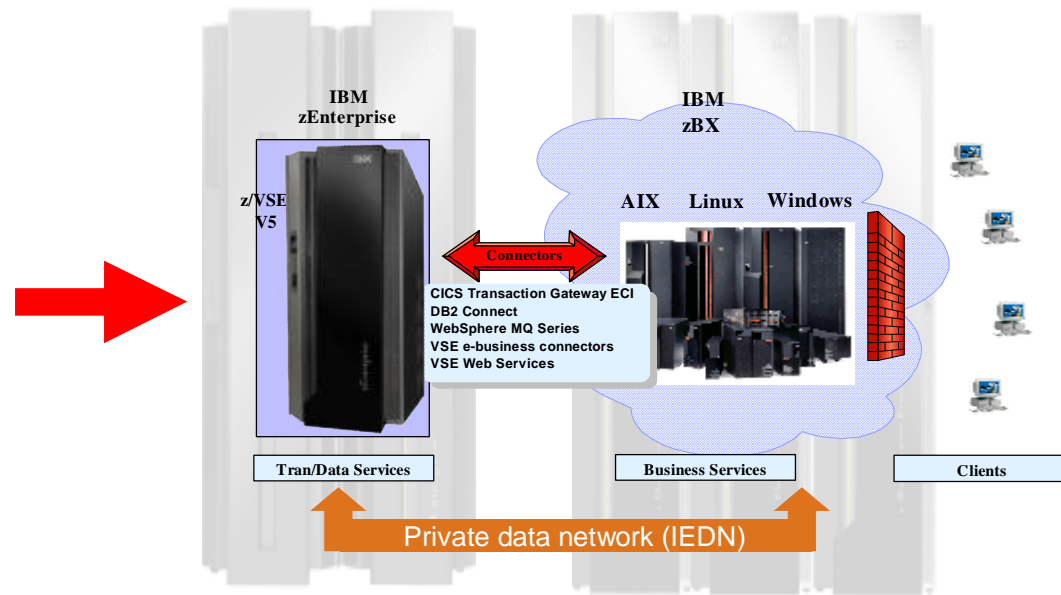 IBM
zEnterprise
z/VSE
V5
IBM
zBX
AIX Linux Windows
Connectors
CICS Transaction Gateway ECI
DB2 Connect
WebSphere MQ Series
VSE e-business connectors
VSE Web Services
Tran/Data Services
Business Services
Clients
Private data network (IEDN)